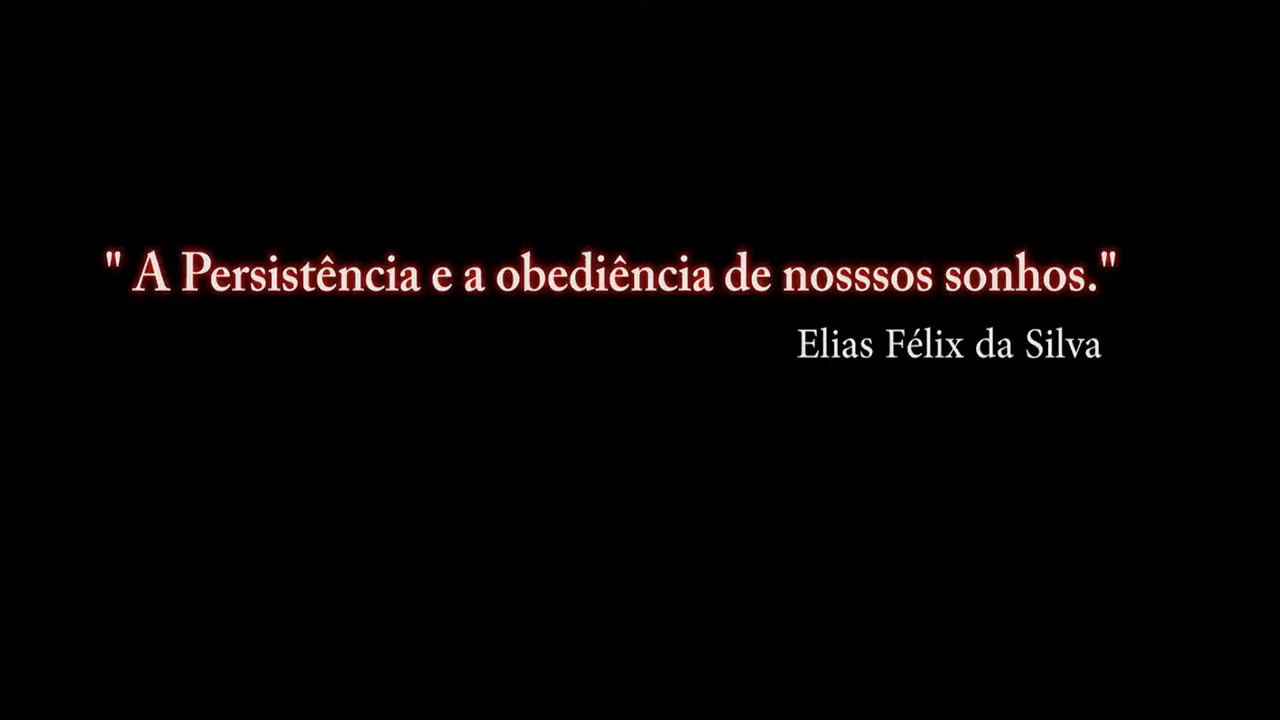 " A Persistência e a obediência de nosssos sonhos."
Elias Félix da Silva